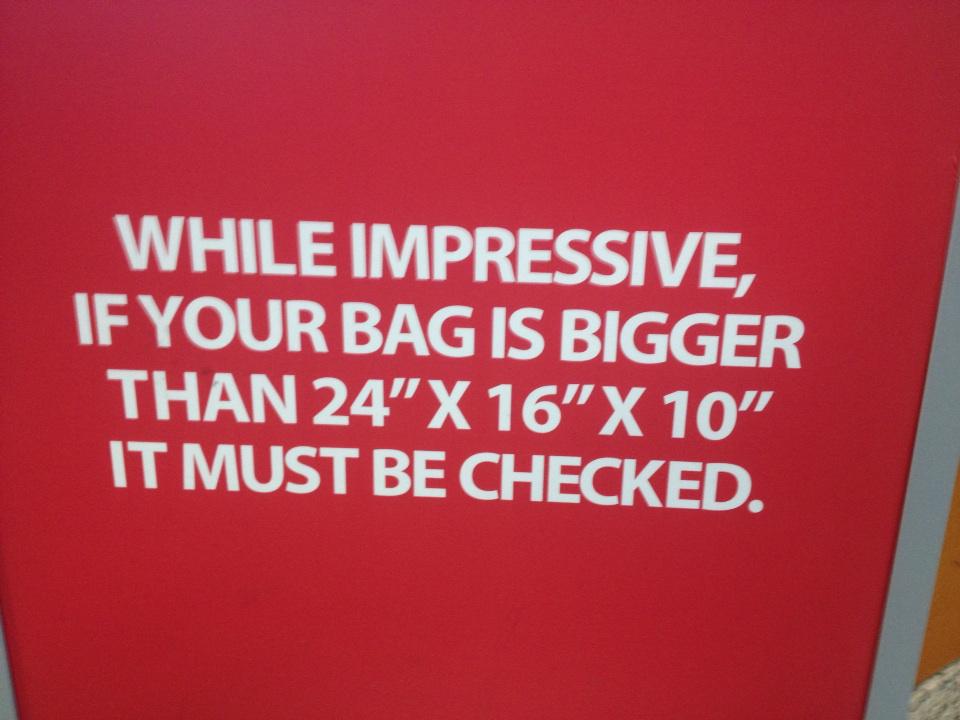 WHILE IMPRESSIVE,
IF YOUR BAG IS BIGGER
THAN 24” X 16” X 10”
IT MUST BE CHECKED.